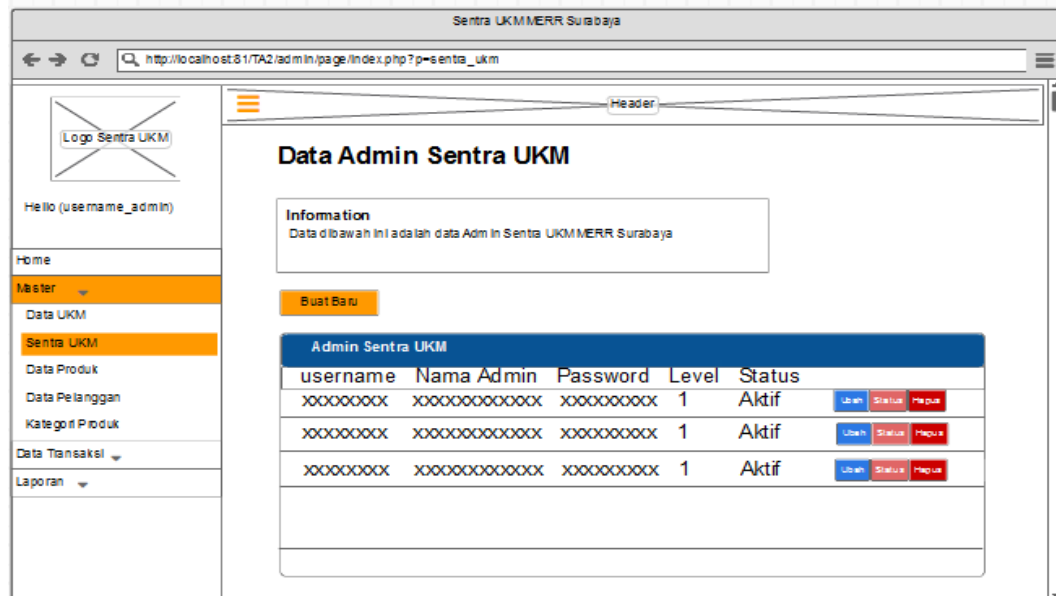 Sentra UKM MERR Surabaya
http://localhost:81/TA2/admin/page/index.php?p=sentra_ukm
Logo Sentra UKM
Header
Hello (username_admin)
Home
Master
Data UKM
Sentra UKM
Data Produk
Data Pelanggan
Kategori Produk
Data Transaksi
Laporan
Data Admin Sentra UKM
Information
Data dibawah ini adalah data Admin Sentra UKM MERR Surabaya
Buat Baru
Admin Sentra UKM
username Nama Admin Password Level Status
xxxxxxxx xxxxxxxxxxxx xxxxxxxxx 1 Aktif Ubah Status Hapus
xxxxxxxx xxxxxxxxxxxx xxxxxxxxx 1 Aktif Ubah Status Hapus
xxxxxxxx xxxxxxxxxxxx xxxxxxxxx 1 Aktif Ubah Status Hapus